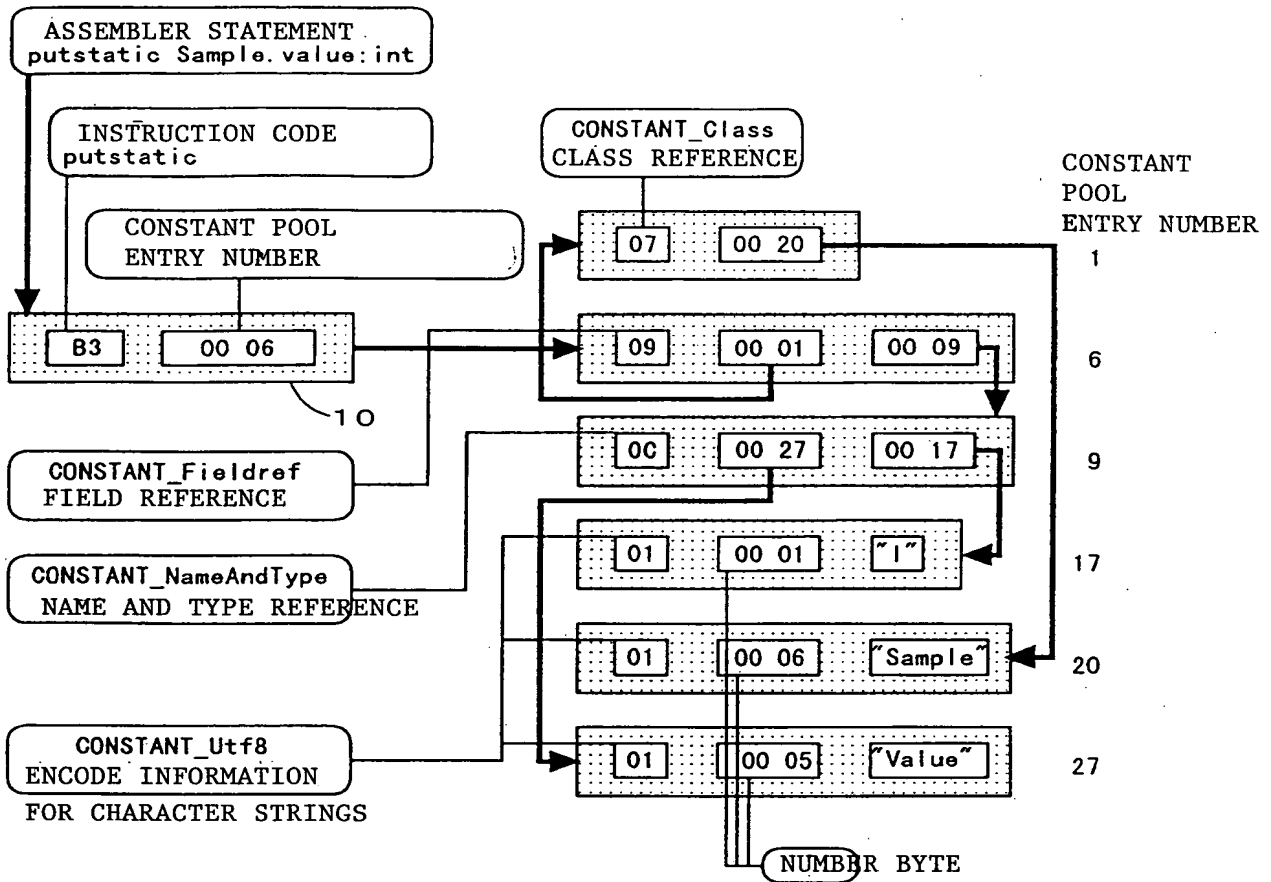 ASSEMBLER STATEMENT
putstatic Sample.value:int
INSTRUCTION CODE
putstatic
CONSTANT_Class
CLASS REFERENCE
CONSTANT
POOL
ENTRY NUMBER
CONSTANT POOL
ENTRY NUMBER
07 00 20
1
B3 00 06
09 00 01 00 09
6
10
0C 00 27 00 17
9
CONSTANT_Fieldref
FIELD REFERENCE
01 00 01 "I"
17
CONSTANT_NameAndType
NAME AND TYPE REFERENCE
01 00 06 "Sample"
20
CONSTANT_Utf8
ENCODE INFORMATION
FOR CHARACTER STRINGS
01 00 05 "Value"
27
NUMBER BYTE